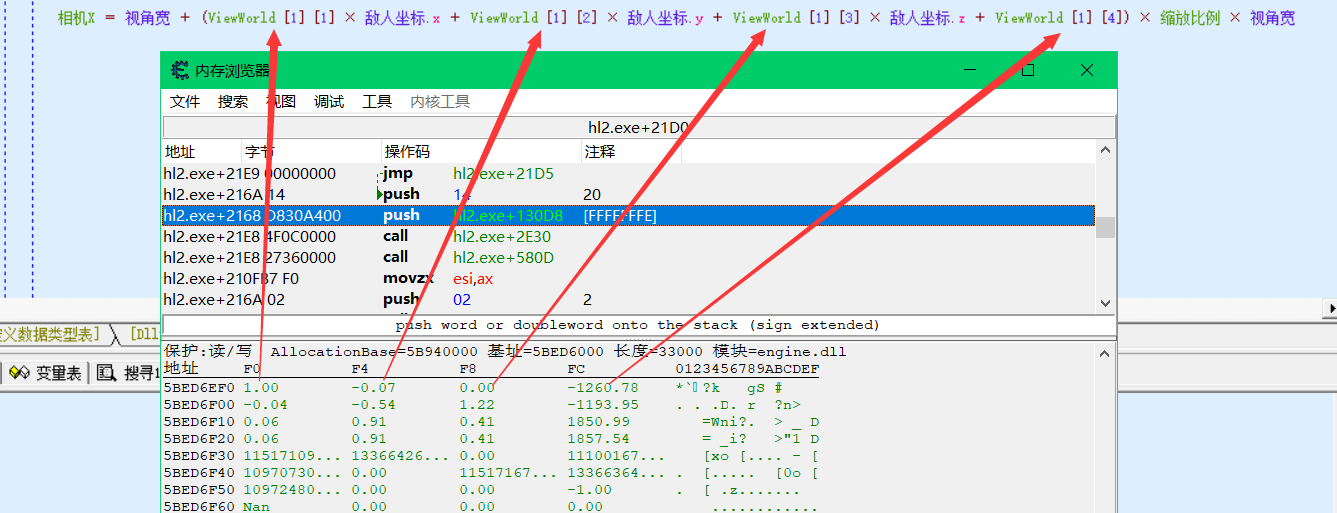 相机X = 视角宽 + (ViewWorld [1] [1] × 敌人坐标.x + ViewWorld [1] [2] × 敌人坐标.y + ViewWorld [1] [3] × 敌人坐标.z + ViewWorld [1] [4]) × 缩放比例 × 视角宽
内存浏览器
文件 搜索 视图 调试 工具 内核工具
hl2.exe+21D0
地址 字节 操作码 注释
hl2.exe+21E9 00000000 jmp hl2.exe+21D5
hl2.exe+216A 14 push 14 20
hl2.exe+2168 D830A400 push hl2.exe+130D8 [FFFFFFFE]
hl2.exe+21E8 4F0C0000 call hl2.exe+2E30
hl2.exe+21E8 27360000 call hl2.exe+580D
hl2.exe+210FB7 F0 movzx esi,ax
hl2.exe+216A 02 push 02 2
push word or doubleword onto the stack (sign extended)
定义数据类型表] [Dll
变量表 搜寻1
保护:读/写 AllocationBase=5B940000 基址=5BED6000 长度=33000 模块=engine.dll
地址 F0 F4 F8 FC 0123456789ABCDEF
5BED6EF0 1.00 -0.07 0.00 -1260.78
5BED6F00 -0.04 -0.54 1.22 -1193.95
5BED6F10 0.06 0.91 0.41 1850.99
5BED6F20 0.06 0.91 0.41 1857.54
5BED6F30 11517109... 13366426... 0.00 11100167...
5BED6F40 10970730... 0.00 11517167... 13366364...
5BED6F50 10972480... 0.00 0.00 -1.00
5BED6F60 Nan 0.00 0.00 0.00